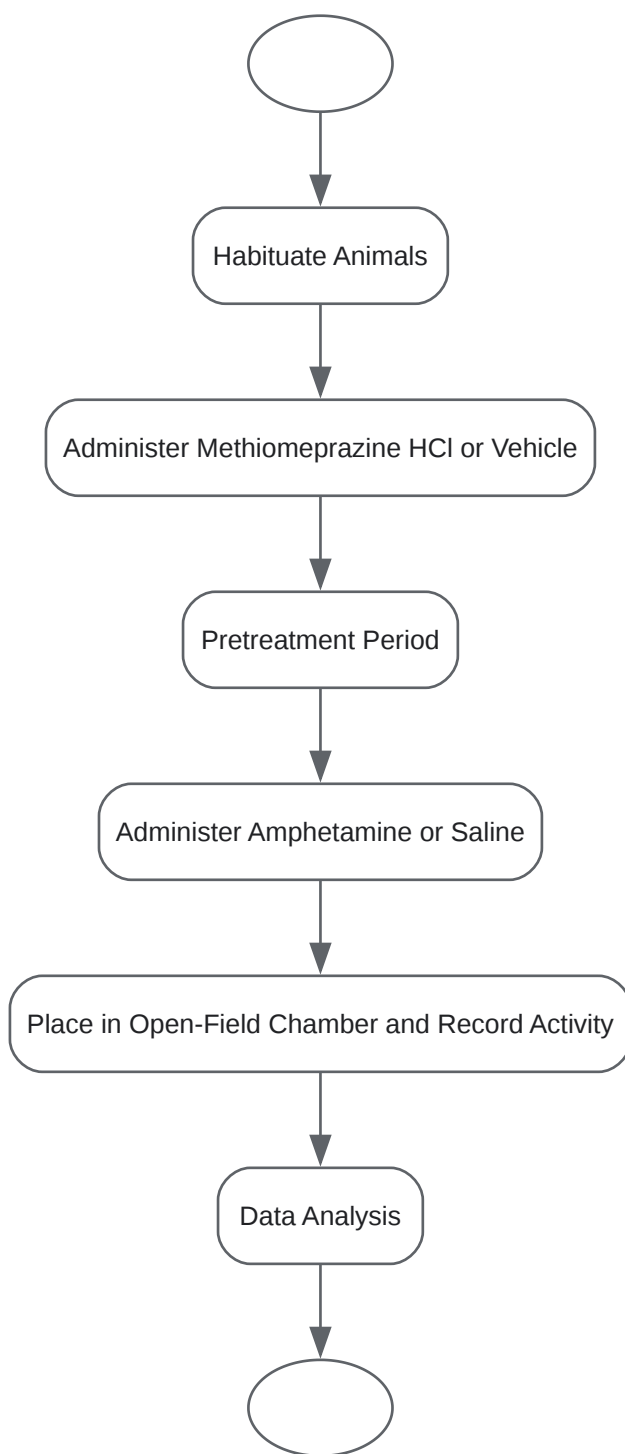 Habituate Animals
Administer Methiomeprazine HCl or Vehicle
Pretreatment Period
Administer Amphetamine or Saline
Place in Open-Field Chamber and Record Activity
Data Analysis